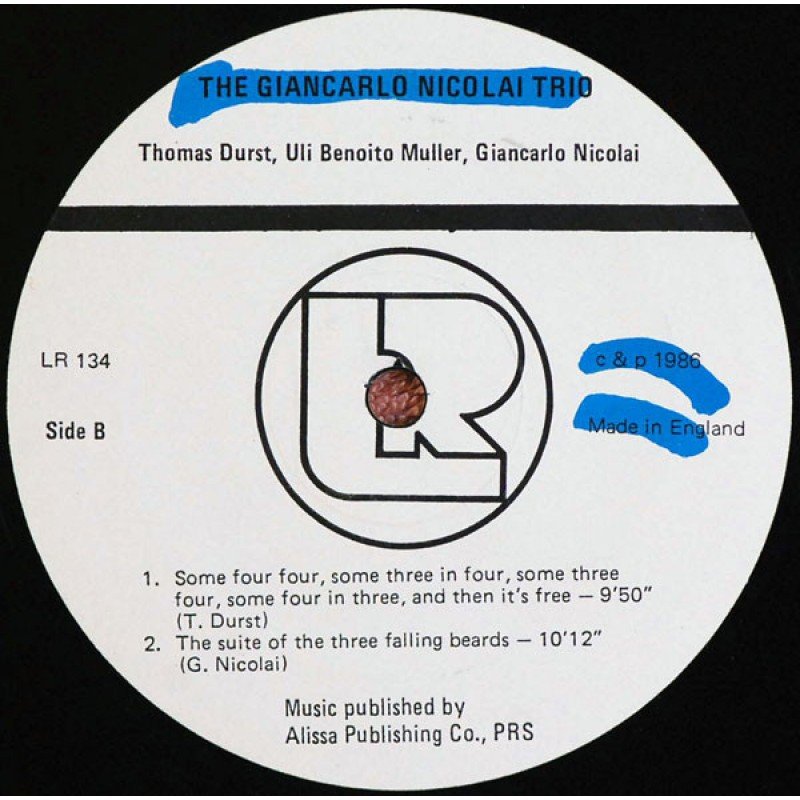 THE GIANCARLO NICOLAI TRIO
Thomas Durst, Uli Benoito Muller, Giancarlo Nicolai
LR 134
c & p 1986
Side B
Made in England
LR
1. Some four four, some three in four, some three
four, some four in three, and then it's free – 9'50"
(T. Durst)
2. The suite of the three falling beards – 10'12"
(G. Nicolai)
Music published by
Alissa Publishing Co., PRS